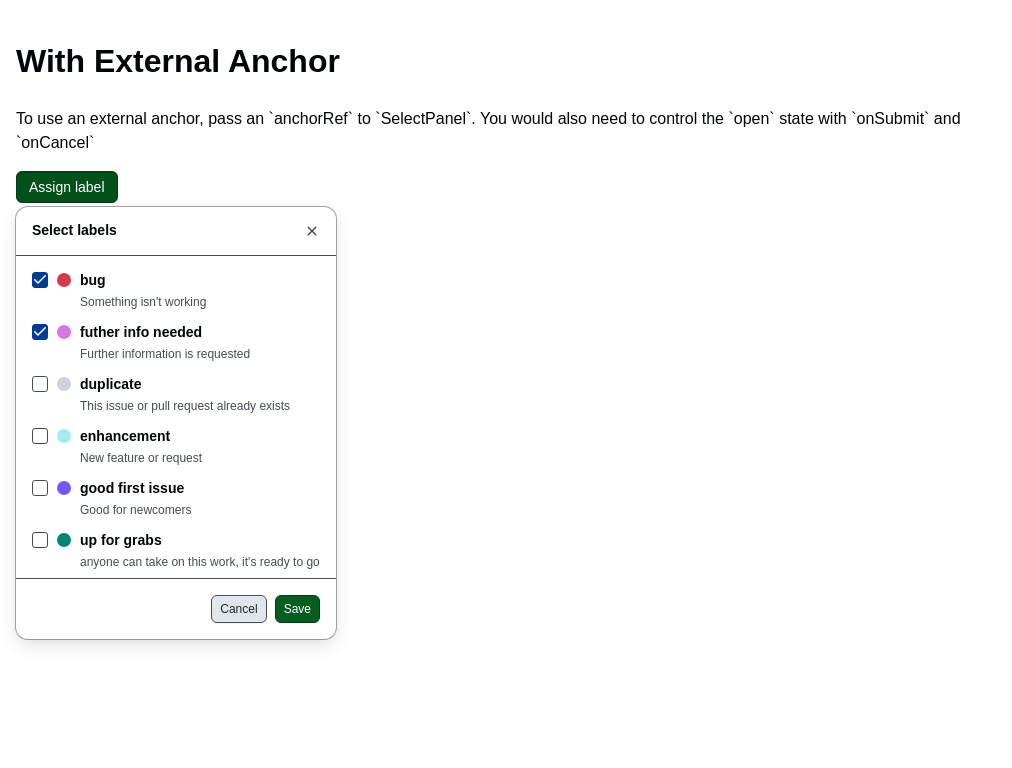 With External Anchor
To use an external anchor, pass an `anchorRef` to `SelectPanel`. You would also need to control the `open` state with `onSubmit` and
`onCancel`
Assign label
Select labels
bug
Something isn't working
futher info needed
Further information is requested
duplicate
This issue or pull request already exists
enhancement
New feature or request
good first issue
Good for newcomers
up for grabs
anyone can take on this work, it's ready to go
Cancel Save